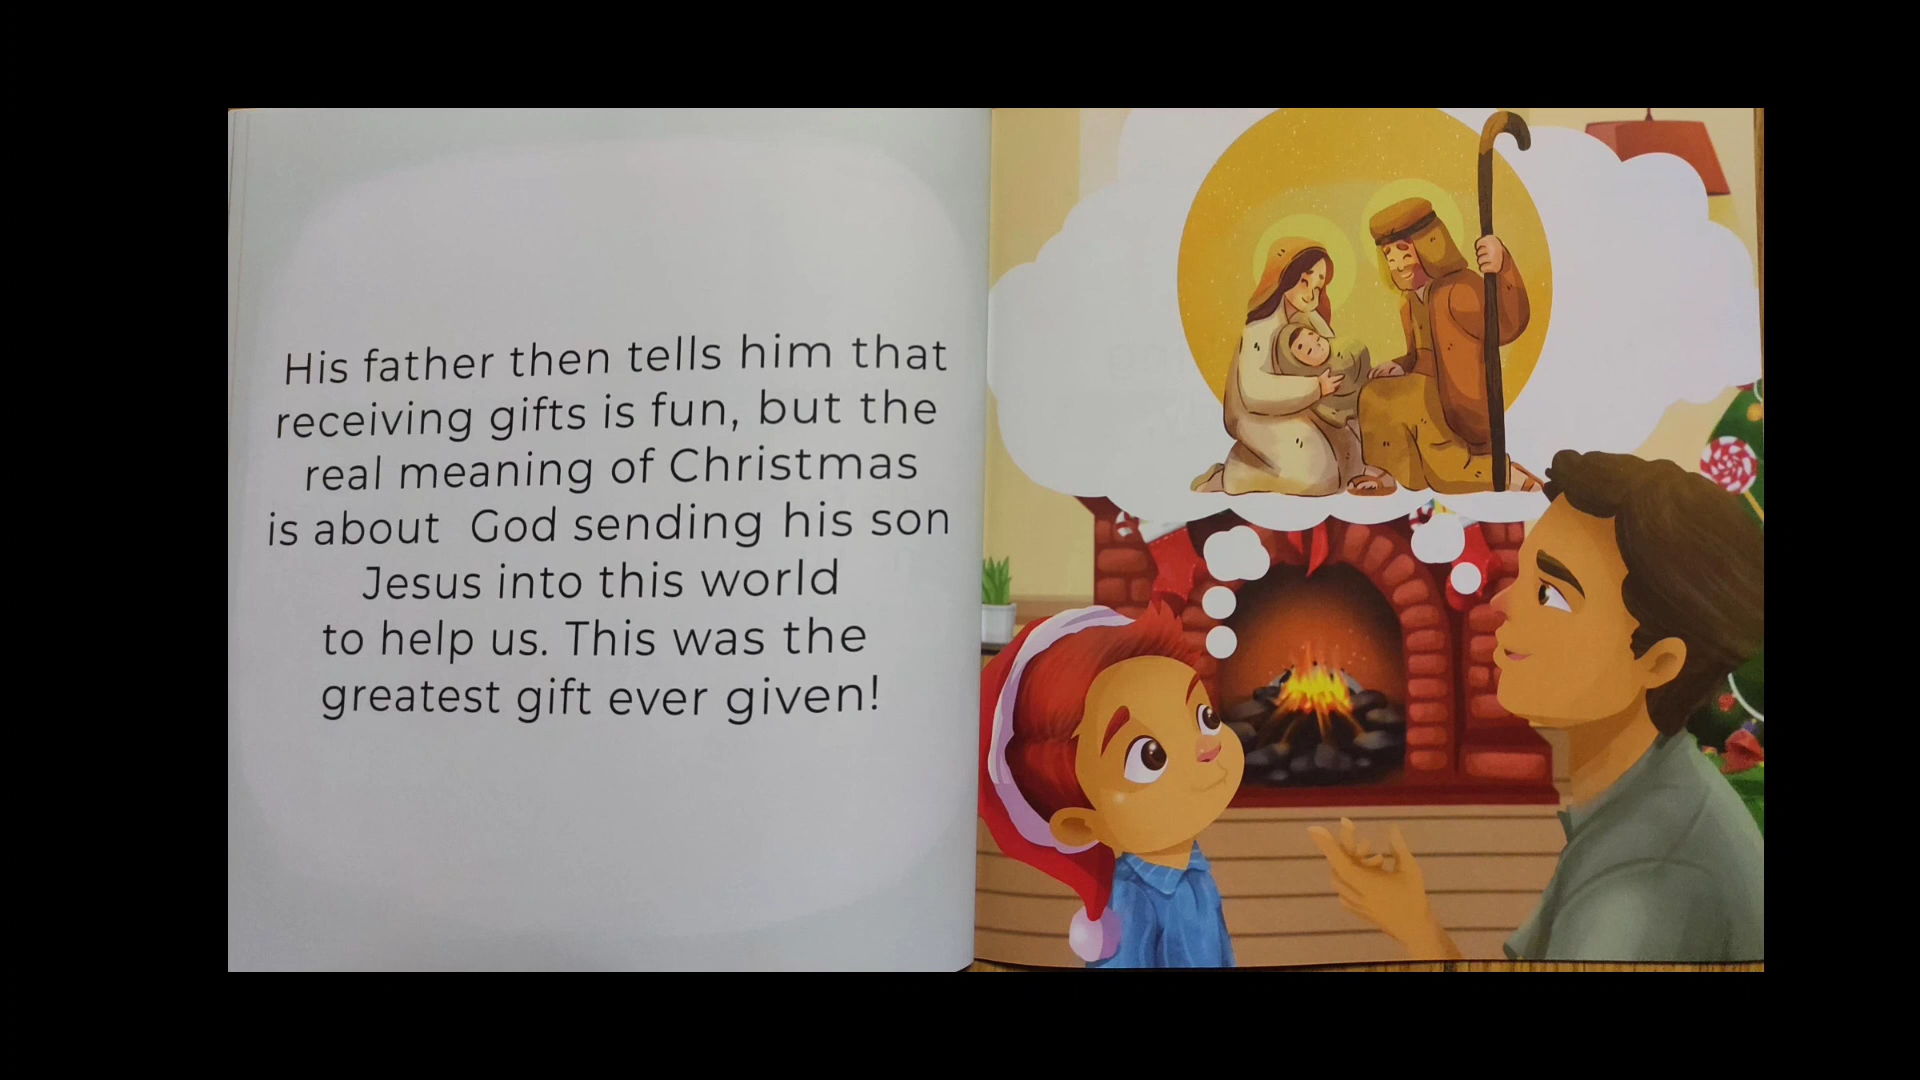 His father then tells him that
receiving gifts is fun, but the
real meaning of Christmas
is about  God sending his son
Jesus into this world
to help us. This was the
greatest gift ever given!